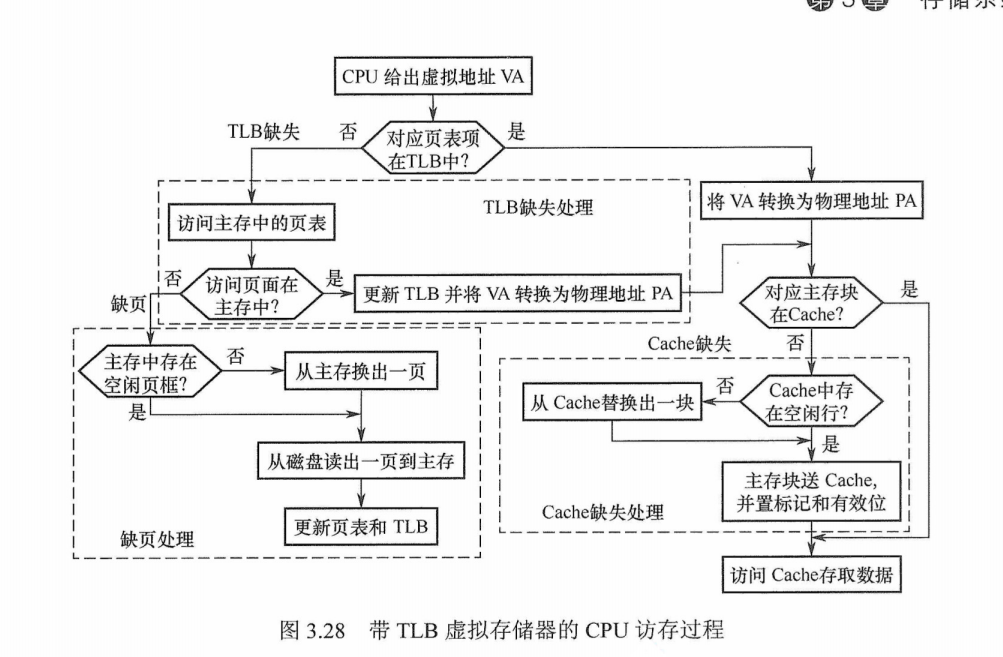 第3章 存储系统
CPU 给出虚拟地址 VA
TLB缺失
否
对应页表项
在TLB中?
是
访问主存中的页表
TLB缺失处理
将 VA 转换为物理地址 PA
否
访问页面在
主存中?
是
更新 TLB 并将 VA 转换为物理地址 PA
缺页
对应主存块
在Cache?
是
主存中存在
空闲页框?
否
从主存换出一页
是
Cache缺失
否
从 Cache替换出一块
否
Cache中存
在空闲行?
是
从磁盘读出一页到主存
主存块送 Cache,
并置标记和有效位
更新页表和 TLB
缺页处理
Cache缺失处理
访问 Cache存取数据
图 3.28 带 TLB 虚拟存储器的 CPU 访存过程